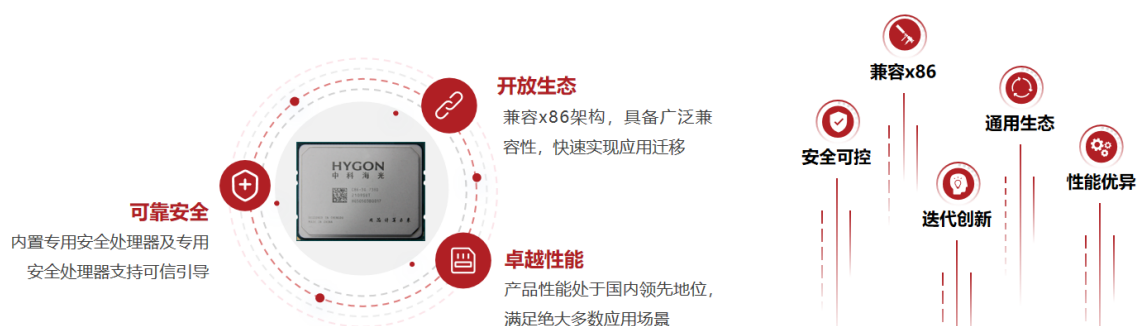 开放生态
兼容x86架构，具备广泛兼
容性，快速实现应用迁移
HYGON
中科海光
可靠安全
内置专用安全处理器及专用
安全处理器支持可信引导
卓越性能
产品性能处于国内领先地位，
满足绝大多数应用场景
兼容x86
通用生态
安全可控
性能优异
迭代创新